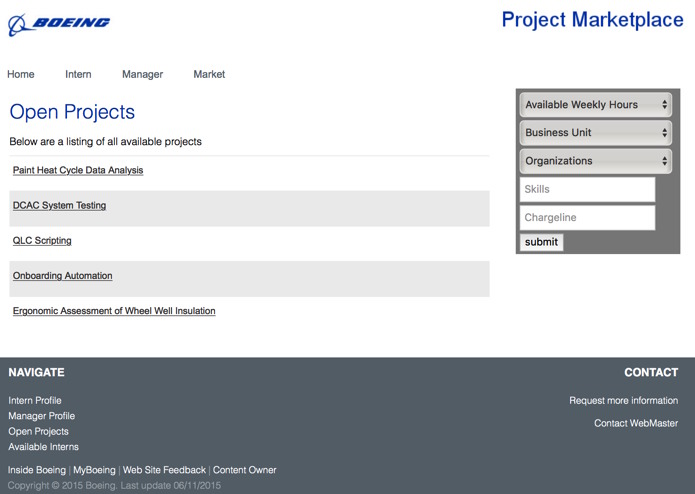 BOEING
Project Marketplace
Home Intern Manager Market
Open Projects
Below are a listing of all available projects
Paint Heat Cycle Data Analysis
DCAC System Testing
QLC Scripting
Onboarding Automation
Ergonomic Assessment of Wheel Well Insulation
Available Weekly Hours
Business Unit
Organizations
Skills
Chargeline
submit
NAVIGATE
Intern Profile
Manager Profile
Open Projects
Available Interns
CONTACT
Request more information
Contact WebMaster
Inside Boeing | MyBoeing | Web Site Feedback | Content Owner
Copyright © 2015 Boeing. Last update 06/11/2015